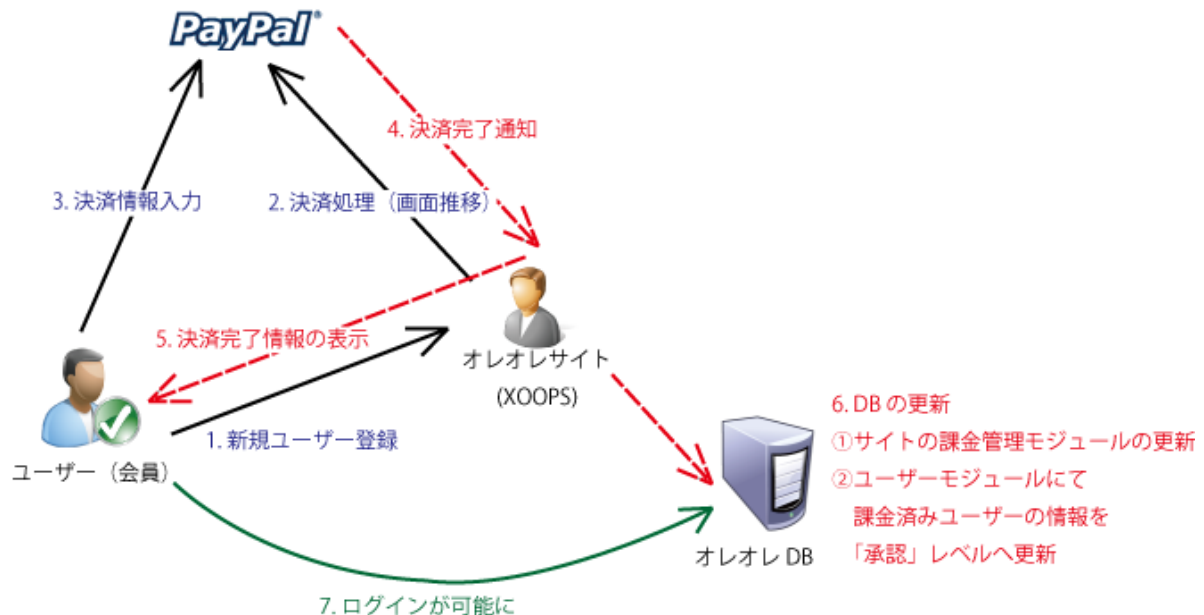 PayPal®
4. 決済完了通知
3. 決済情報入力
2. 決済処理（画面推移）
5. 決済完了情報の表示
オレオレサイト
(XOOPS)
1. 新規ユーザー登録
ユーザー（会員）
6. DB の更新
①サイトの課金管理モジュールの更新
②ユーザーモジュールにて
課金済みユーザーの情報を
「承認」レベルへ更新
オレオレ DB
7. ログインが可能に